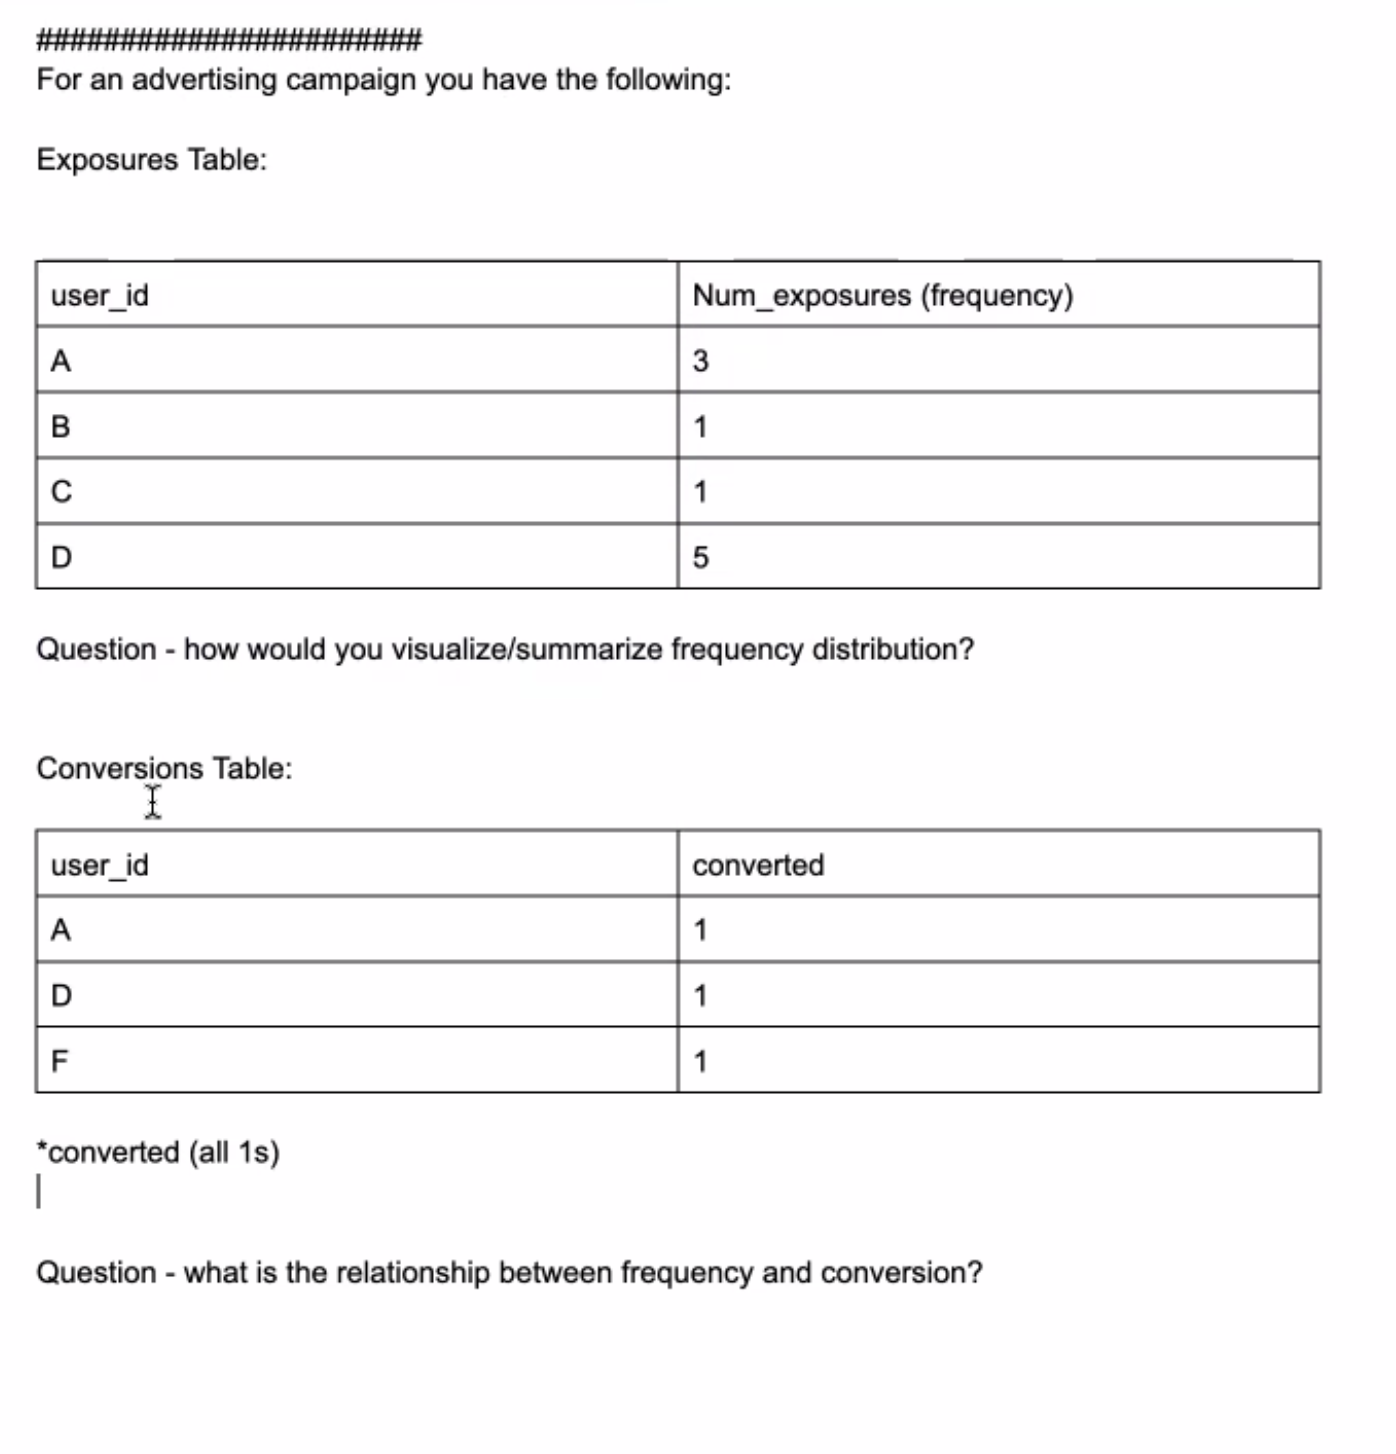 #######################
For an advertising campaign you have the following:
Exposures Table:
user_id Num_exposures (frequency)
A 3
B 1
C 1
D 5
Question - how would you visualize/summarize frequency distribution?
Conversions Table:
user_id converted
A 1
D 1
F 1
*converted (all 1s)
Question - what is the relationship between frequency and conversion?